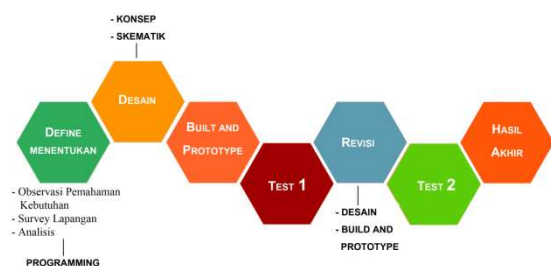 - KONSEP
- SKEMATIK
DESAIN
DEFINE
MENENTUKAN
BUILT AND
PROTOTYPE
TEST 1
REVISI
TEST 2
HASIL
AKHIR
- Observasi Pemahaman
Kebutuhan
- Survey Lapangan
- Analisis
PROGRAMMING
- DESAIN
- BUILD AND
PROTOTYPE